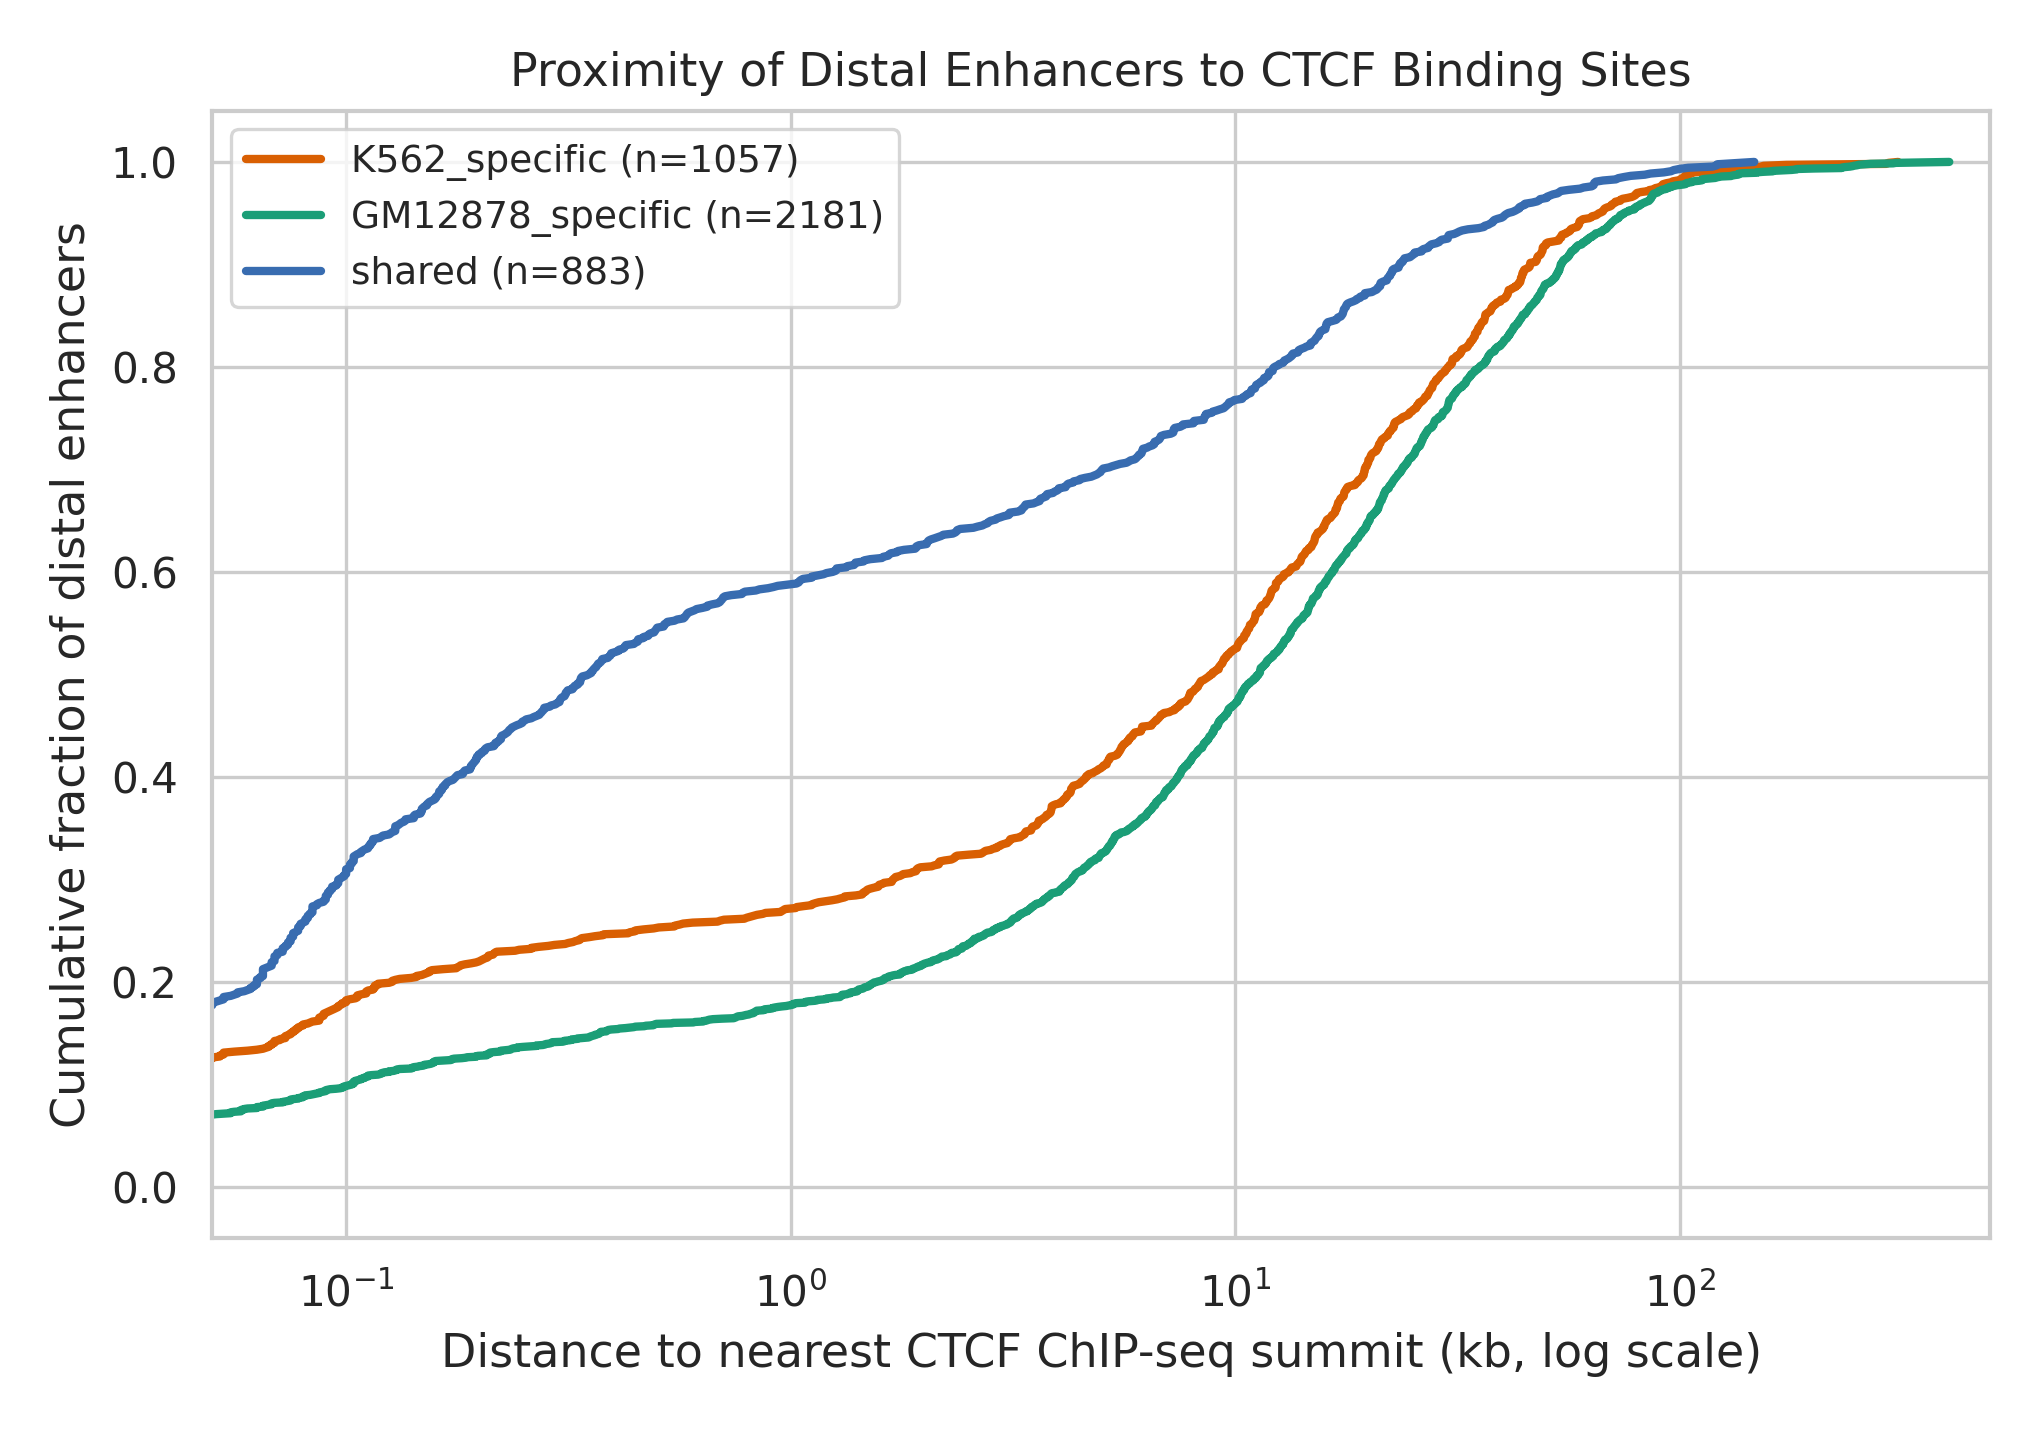 Proximity of Distal Enhancers to CTCF Binding Sites
K562_specific (n=1057)
GM12878_specific (n=2181)
shared (n=883)
Cumulative fraction of distal enhancers
1.0
0.8
0.6
0.4
0.2
0.0
10⁻¹ 10⁰ 10¹ 10²
Distance to nearest CTCF ChIP-seq summit (kb, log scale)